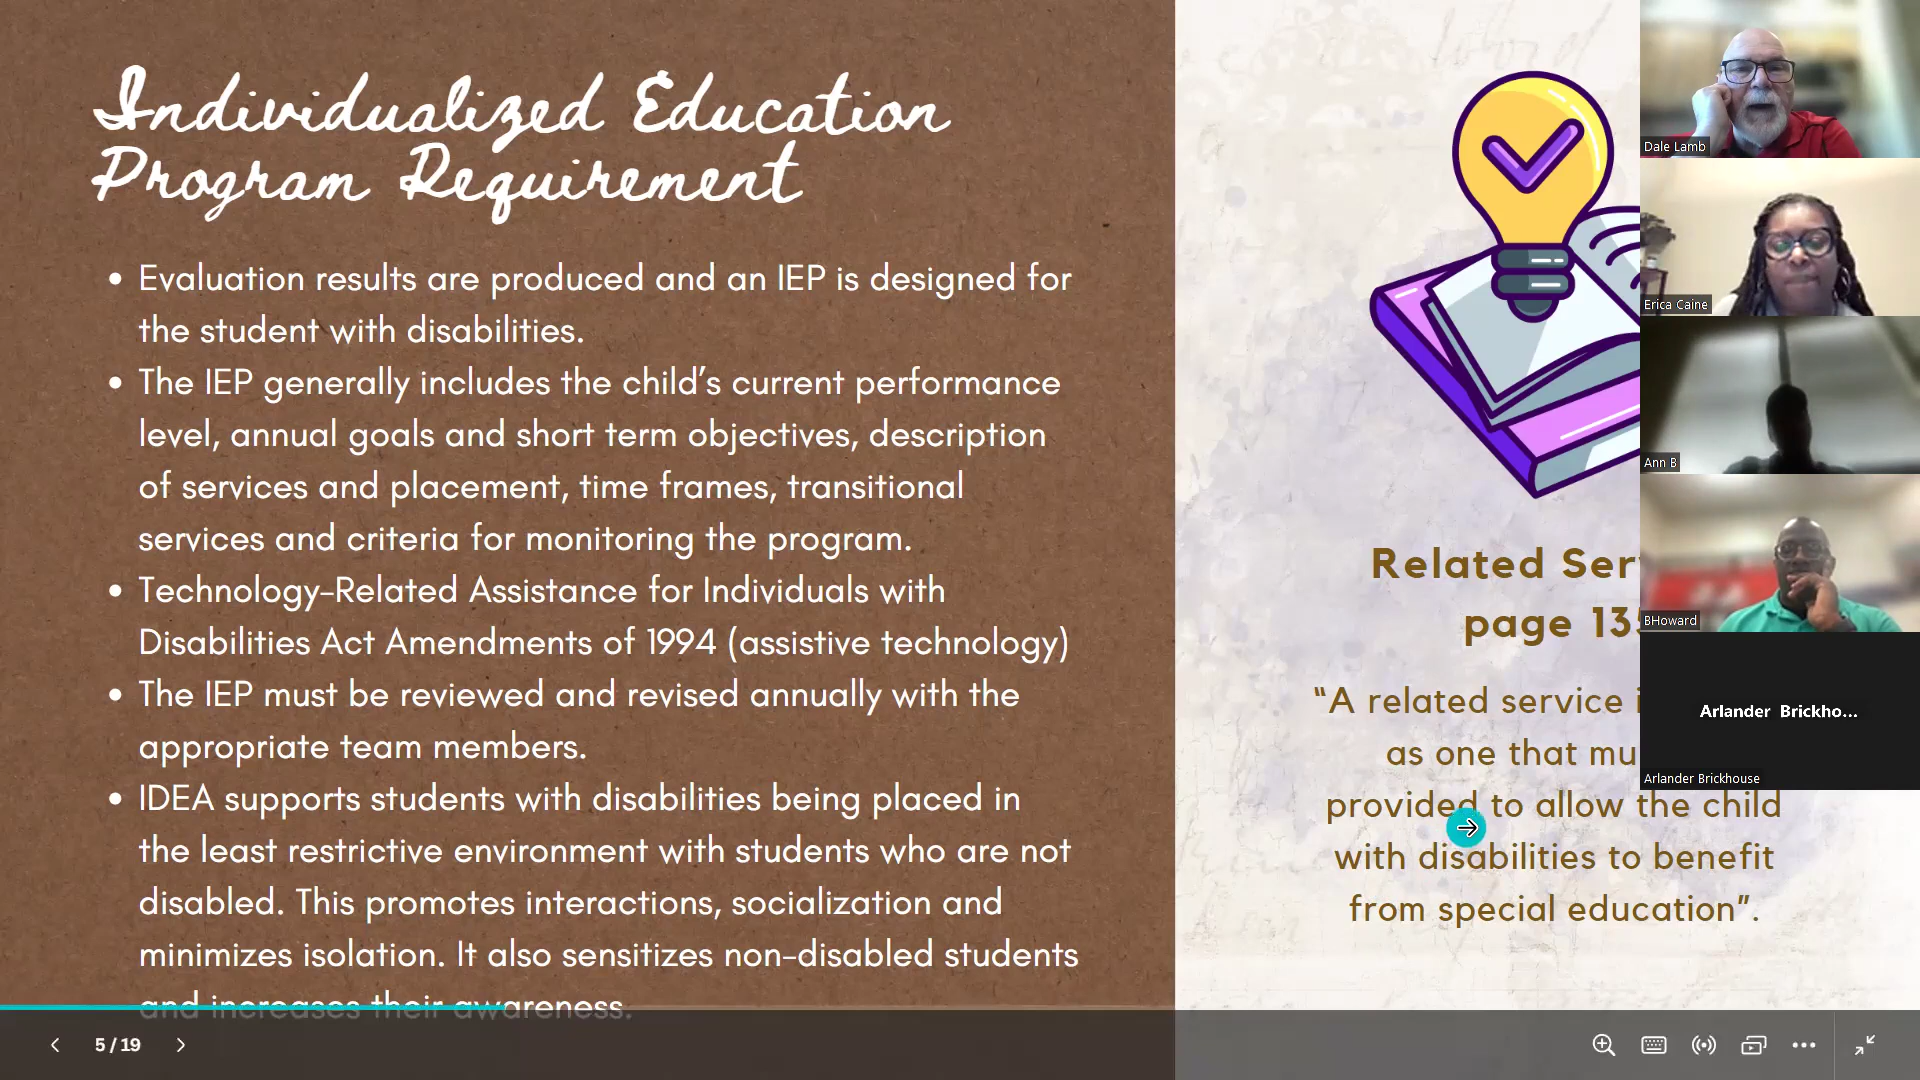 Individualized Education
Program Requirement
• Evaluation results are produced and an IEP is designed for
the student with disabilities.
• The IEP generally includes the child's current performance
level, annual goals and short term objectives, description
of services and placement, time frames, transitional
services and criteria for monitoring the program.
• Technology-Related Assistance for Individuals with
Disabilities Act Amendments of 1994 (assistive technology)
• The IEP must be reviewed and revised annually with the
appropriate team members.
• IDEA supports students with disabilities being placed in
the least restrictive environment with students who are not
disabled. This promotes interactions, socialization and
minimizes isolation. It also sensitizes non-disabled students
and increases their awareness.
Related
page
“A related service
as one that
provided to allow the child
with disabilities to benefit
from special education”.
Dale Lamb
Erica Caine
Ann B
BHoward
Arlander Brickho...
Arlander Brickhouse
5 / 19